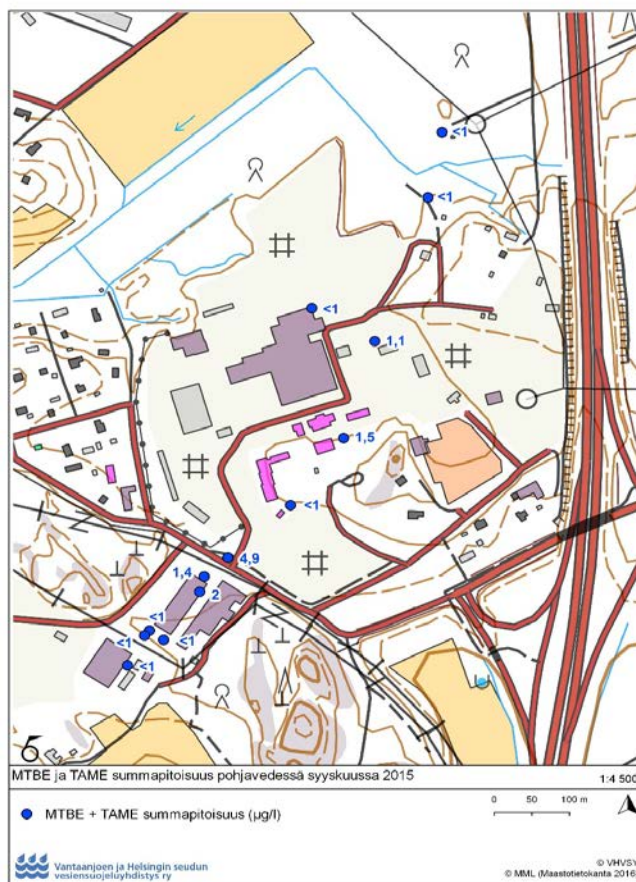 <1
<1
<1
1,1
1,5
<1
4,9
1,4
2
<1
<1
<1
<1
MTBE ja TAME summapitoisuus pohjavedessä syyskuussa 2015
1:4 500
MTBE + TAME summapitoisuus (µg/l)
0 50 100 m
Vantaanjoen ja Helsingin seudun
vesiensuojeluyhdistys ry
© VHVSY
© MML (Maastotietokanta 2016